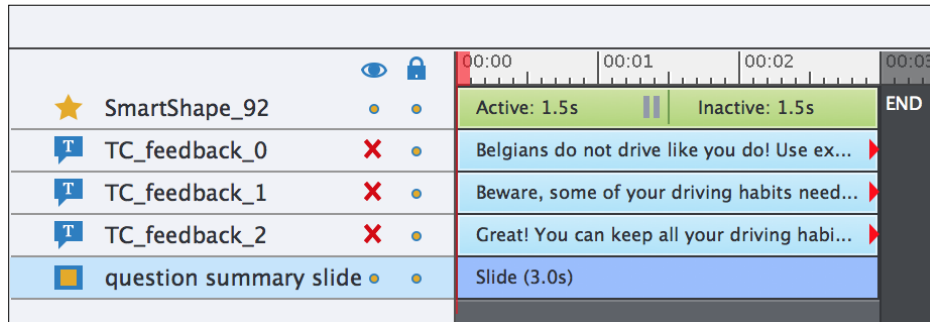 00:00 00:01 00:02 00:03
SmartShape_92 Active: 1.5s Inactive: 1.5s END
T TC_feedback_0 Belgians do not drive like you do! Use ex...
T TC_feedback_1 Beware, some of your driving habits need...
T TC_feedback_2 Great! You can keep all your driving habi...
question summary slide Slide (3.0s)